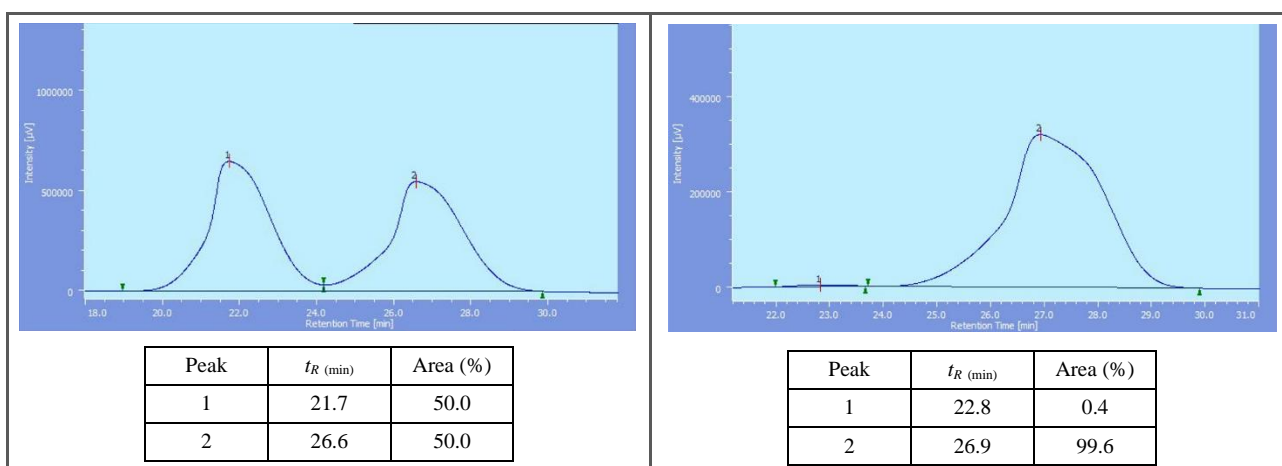 Intensity [µV]
1000000
500000
0
1
2
18.0 20.0 22.0 24.0 26.0 28.0 30.0
Retention Time [min]
Peak tR (min) Area (%)
1 21.7 50.0
2 26.6 50.0
Intensity [µV]
400000
200000
0
1
2
22.0 23.0 24.0 25.0 26.0 27.0 28.0 29.0 30.0 31.0
Retention Time [min]
Peak tR (min) Area (%)
1 22.8 0.4
2 26.9 99.6